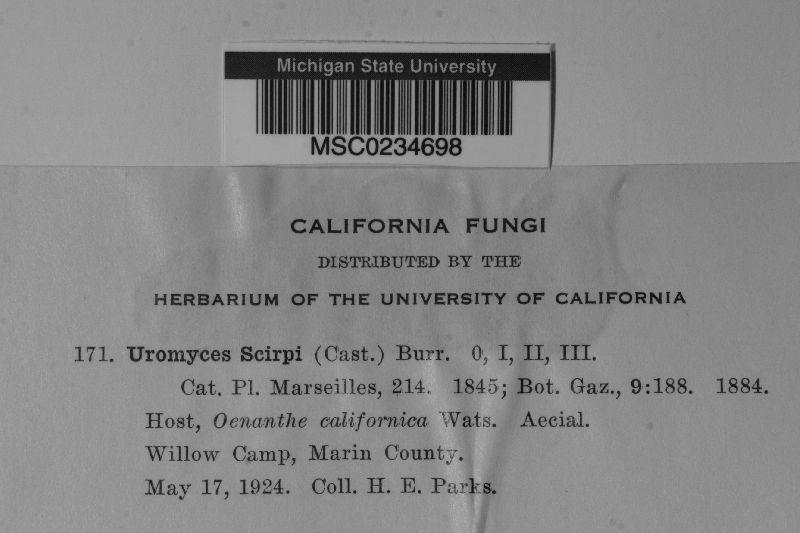 Michigan State University
MSC0234698
CALIFORNIA FUNGI
DISTRIBUTED BY THE
HERBARIUM OF THE UNIVERSITY OF CALIFORNIA
171. Uromyces Scirpi (Cast.) Burr. 0, I, II, III.
Cat. Pl. Marseilles, 214. 1845; Bot. Gaz., 9:188. 1884.
Host, Oenanthe californica Wats. Aecial.
Willow Camp, Marin County.
May 17, 1924. Coll. H. E. Parks.